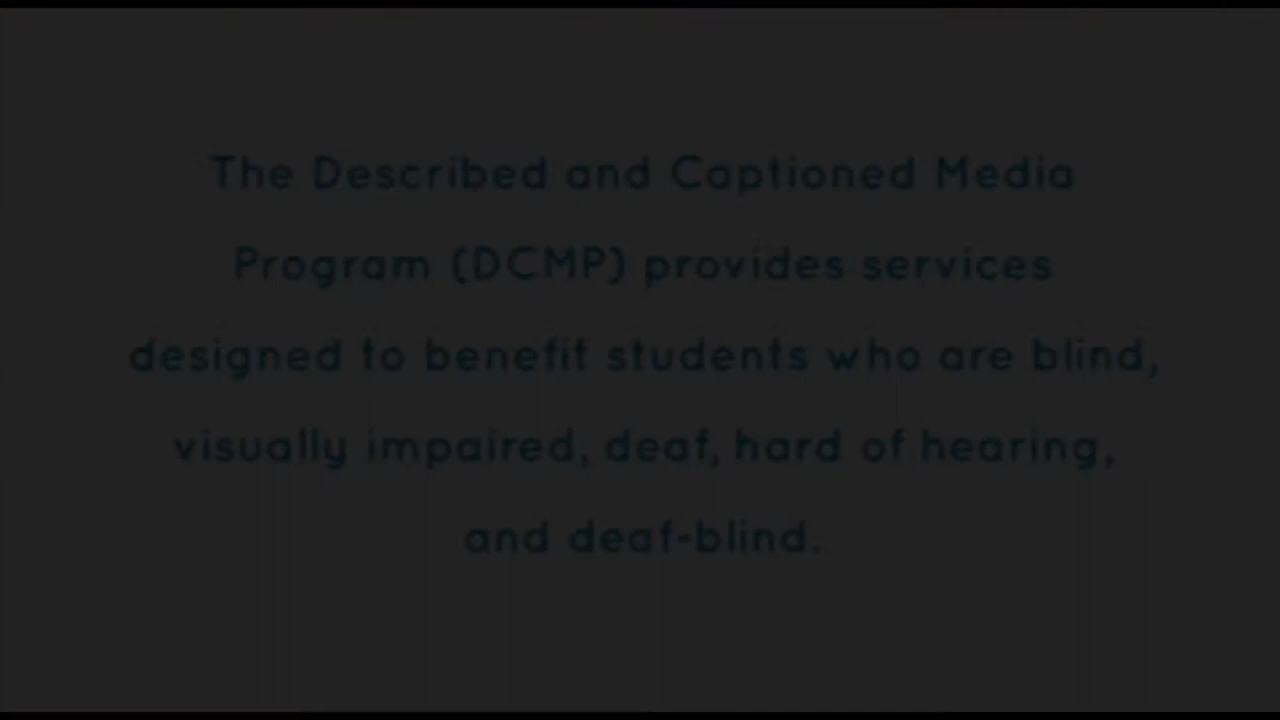 The Described and Captioned Media
Program (DCMP) provides services
designed to benefit students who are blind,
visually impaired, deaf, hard of hearing,
and deaf-blind.